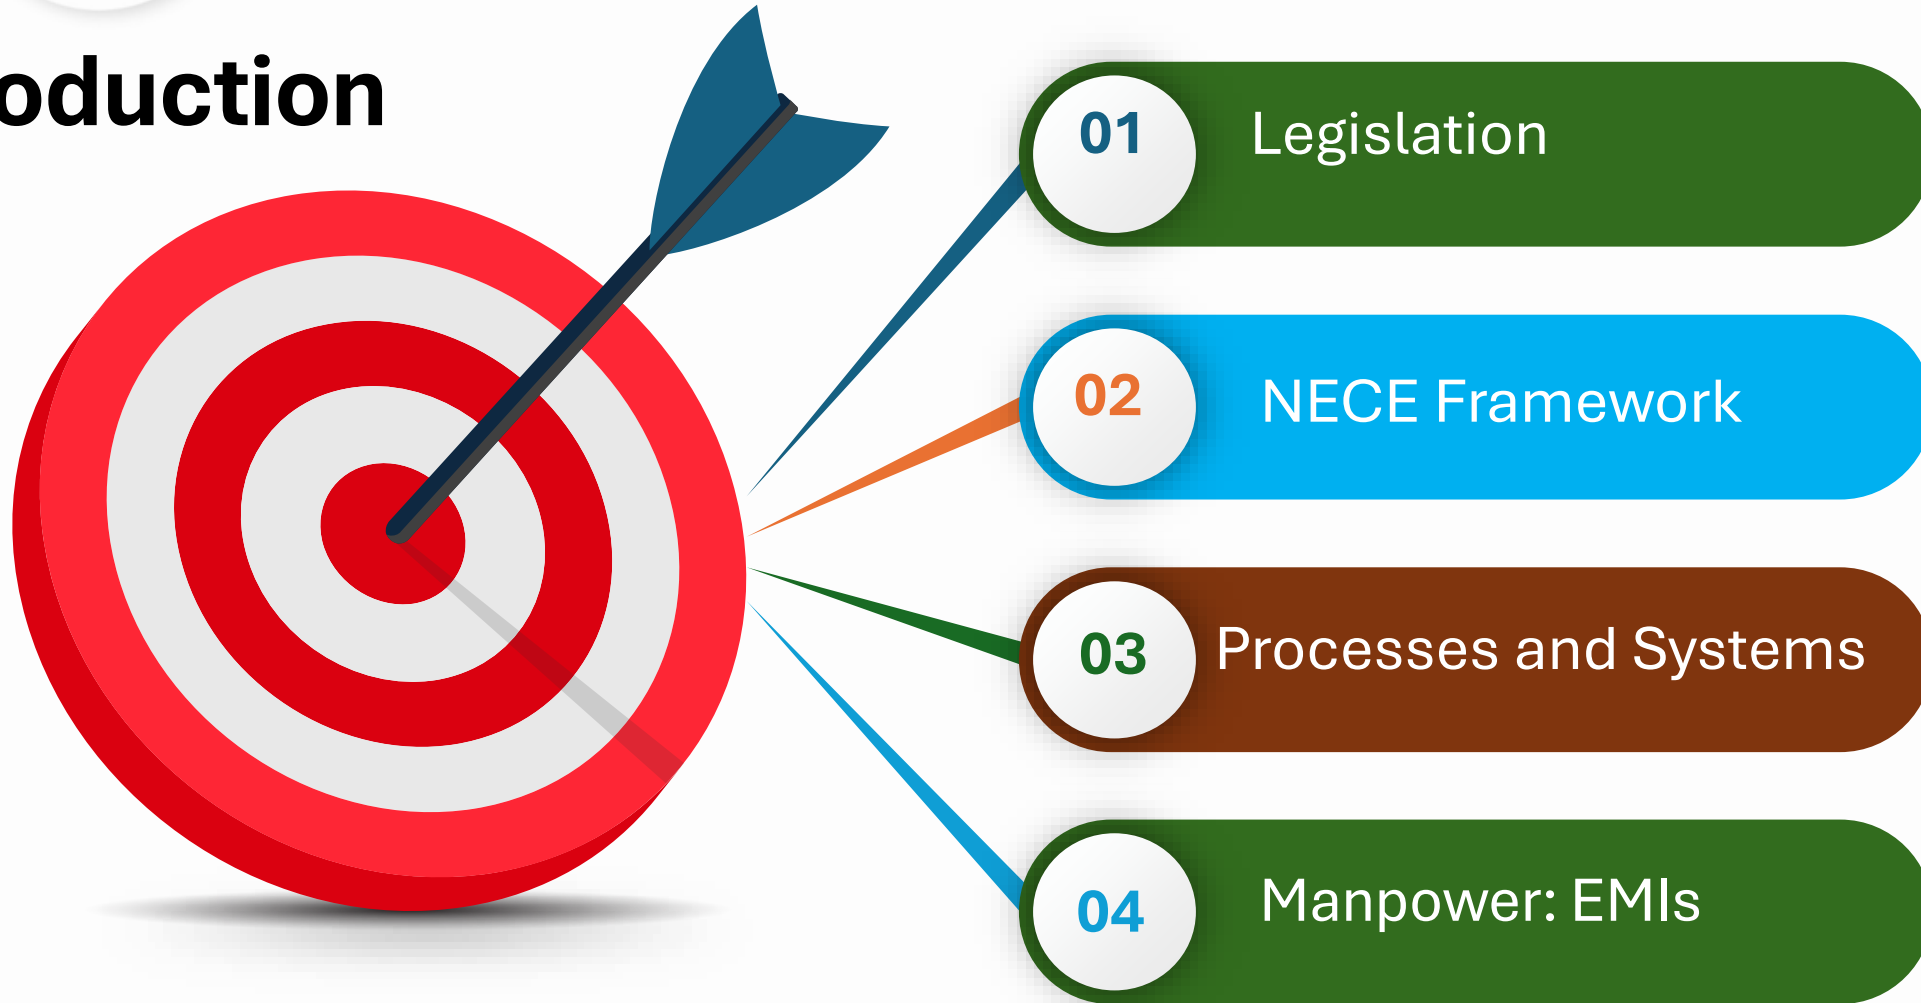 oduction
01
Legislation
02
NECE Framework
03
Processes and Systems
04
Manpower: EMIs